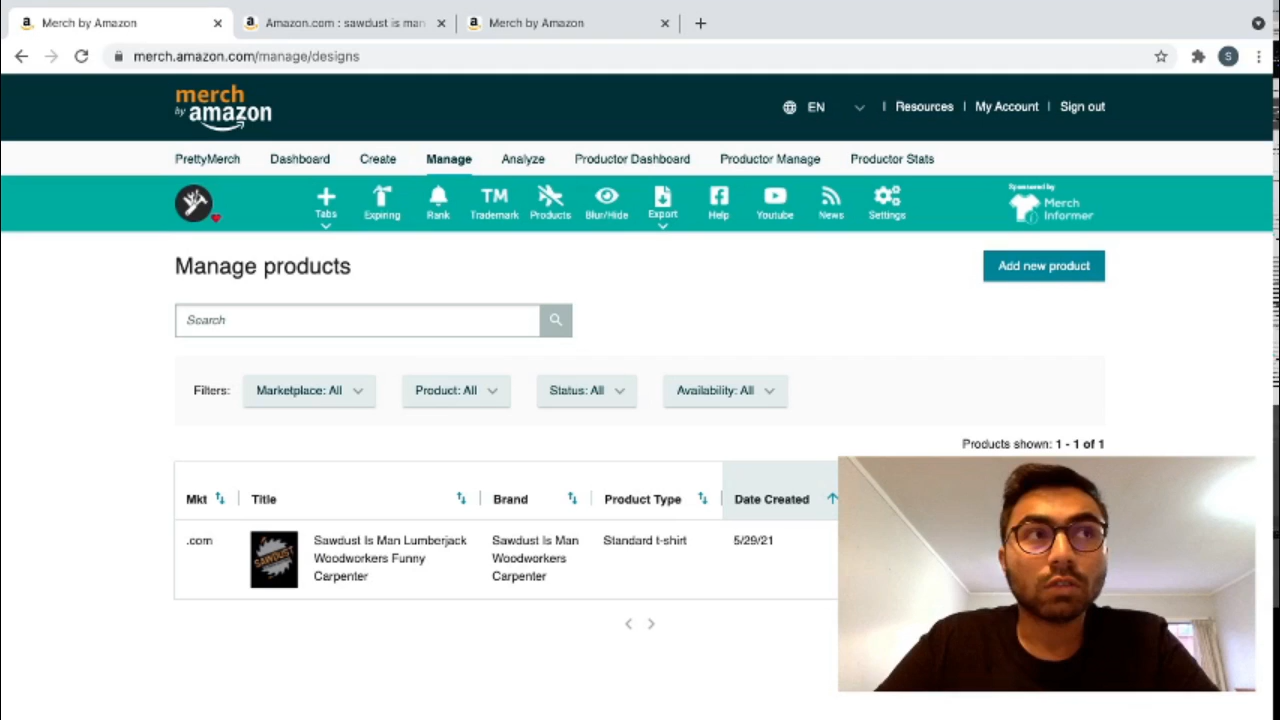 Merch by Amazon
Amazon.com : sawdust is man
Merch by Amazon
merch.amazon.com/manage/designs
S
merch
by amazon
EN
Resources
My Account
Sign out
PrettyMerch
Dashboard
Create
Manage
Analyze
Productor Dashboard
Productor Manage
Productor Stats
Tabs
Expiring
Rank
TM
Trademark
Products
Blur/Hide
Export
Help
Youtube
News
Settings
Sponsored by
Merch
Informer
Manage products
Add new product
Search
Filters:
Marketplace: All
Product: All
Status: All
Availability: All
Products shown: 1 - 1 of 1
Mkt
Title
Brand
Product Type
Date Created
.com
SAWDUST
Sawdust Is Man Lumberjack
Woodworkers Funny
Carpenter
Sawdust Is Man
Woodworkers
Carpenter
Standard t-shirt
5/29/21